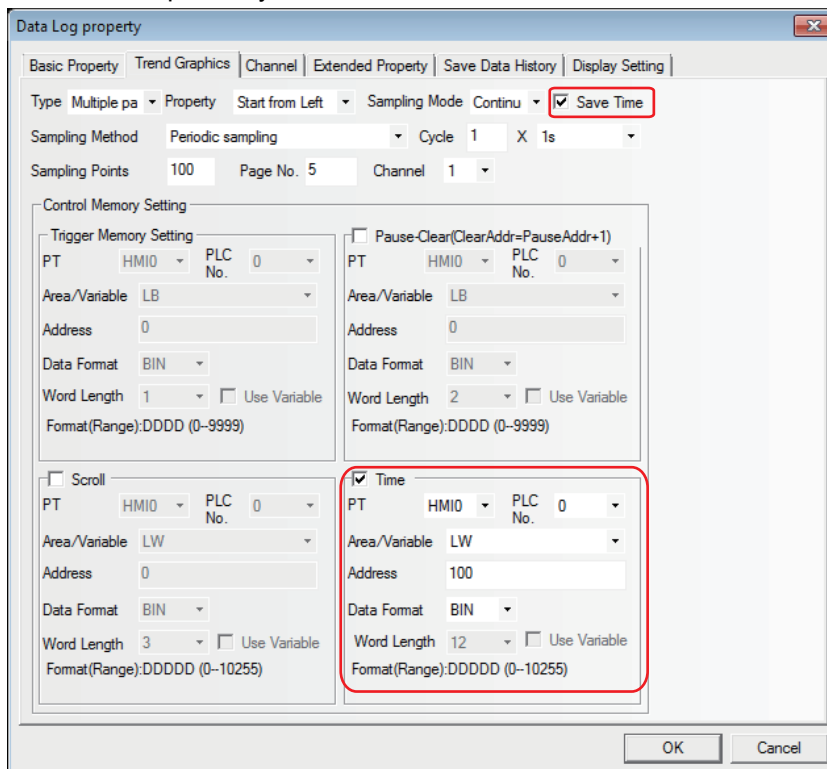 Data Log property
Basic Property Trend Graphics Channel Extended Property Save Data History Display Setting
Type Multiple pa Property Start from Left Sampling Mode Continu Save Time
Sampling Method Periodic sampling Cycle 1 X 1s
Sampling Points 100 Page No. 5 Channel 1
Control Memory Setting
Trigger Memory Setting
PT HMI0 PLC No. 0
Area/Variable LB
Address 0
Data Format BIN
Word Length 1 Use Variable
Format(Range):DDDD (0--9999)
Pause-Clear(ClearAddr=PauseAddr+1)
PT HMI0 PLC No. 0
Area/Variable LB
Address 0
Data Format BIN
Word Length 2 Use Variable
Format(Range):DDDD (0--9999)
Scroll
PT HMI0 PLC No. 0
Area/Variable LW
Address 0
Data Format BIN
Word Length 3 Use Variable
Format(Range):DDDDD (0--10255)
Time
PT HMI0 PLC No. 0
Area/Variable LW
Address 100
Data Format BIN
Word Length 12 Use Variable
Format(Range):DDDDD (0--10255)
OK Cancel